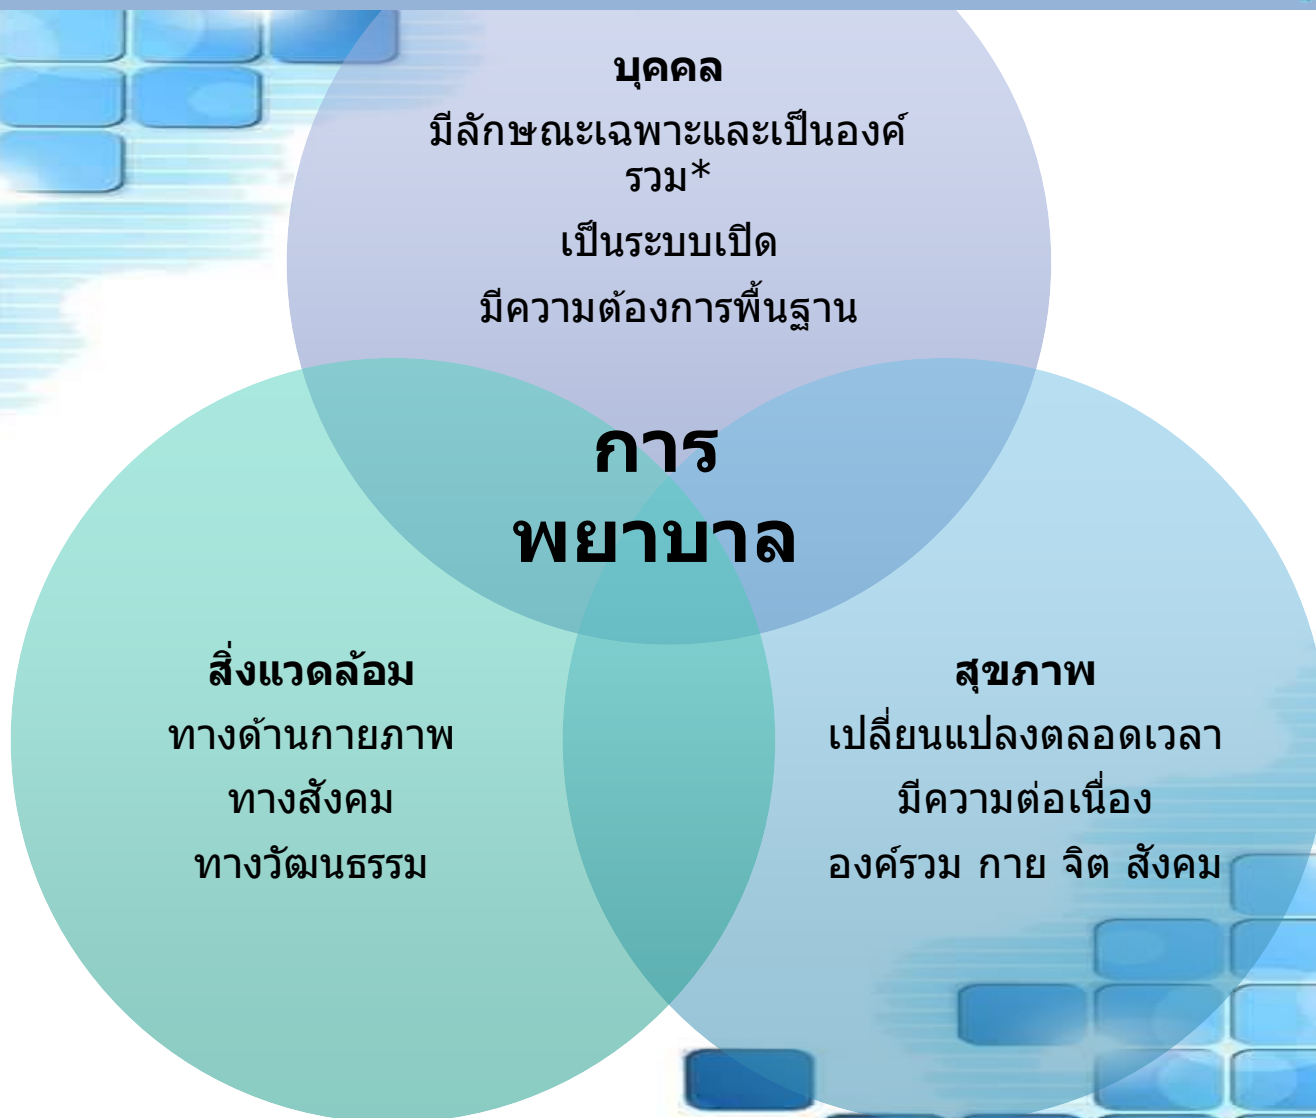 บุคคล
มีลักษณะเฉพาะและเป็นองค์
รวม*
เป็นระบบเปิด
มีความต้องการพื้นฐาน
การ
พยาบาล
สิ่งแวดล้อม
ทางด้านกายภาพ
ทางสังคม
ทางวัฒนธรรม
สุขภาพ
เปลี่ยนแปลงตลอดเวลา
มีความต่อเนื่อง
องค์รวม กาย จิต สังคม